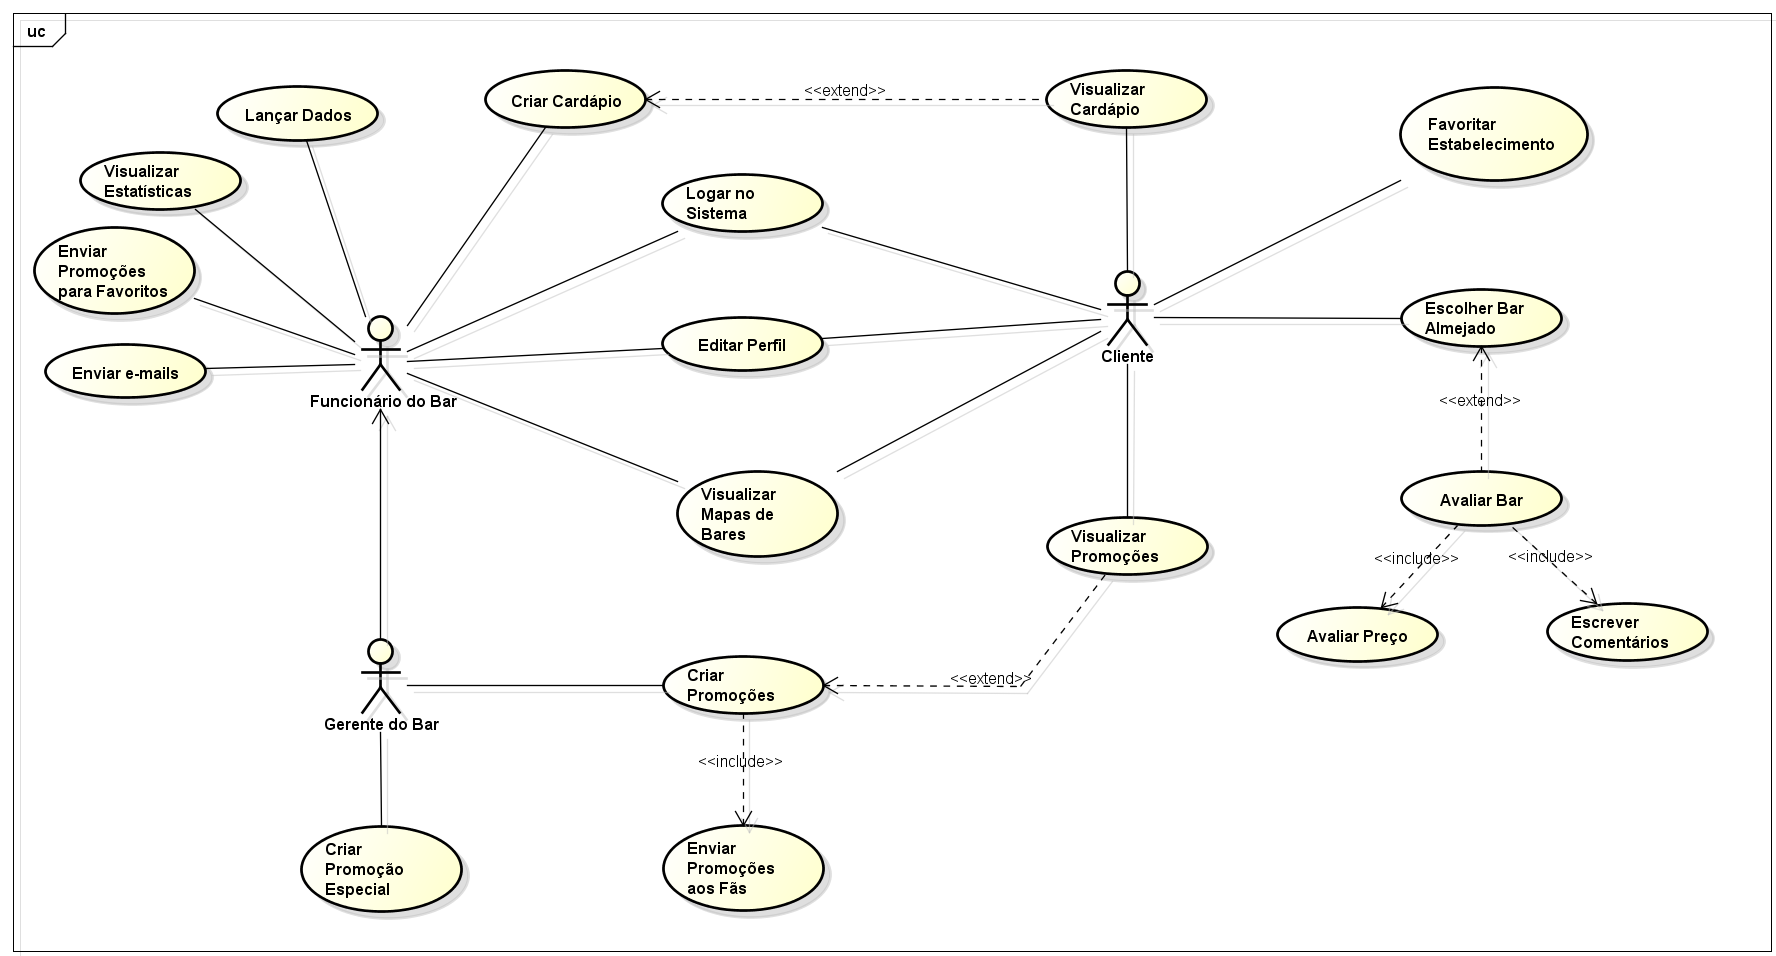 uc
Lançar Dados
Criar Cardápio
<<extend>>
Visualizar
Cardápio
Favoritar
Estabelecimento
Visualizar
Estatísticas
Logar no
Sistema
Enviar
Promoções
para Favoritos
Escolher Bar
Almejado
Editar Perfil
Cliente
Enviar e-mails
Funcionário do Bar
<<extend>>
Visualizar
Mapas de
Bares
Avaliar Bar
Visualizar
Promoções
<<include>>
<<include>>
Avaliar Preço
Escrever
Comentários
Criar
Promoções
<<extend>>
Gerente do Bar
<<include>>
Criar
Promoção
Especial
Enviar
Promoções
aos Fãs